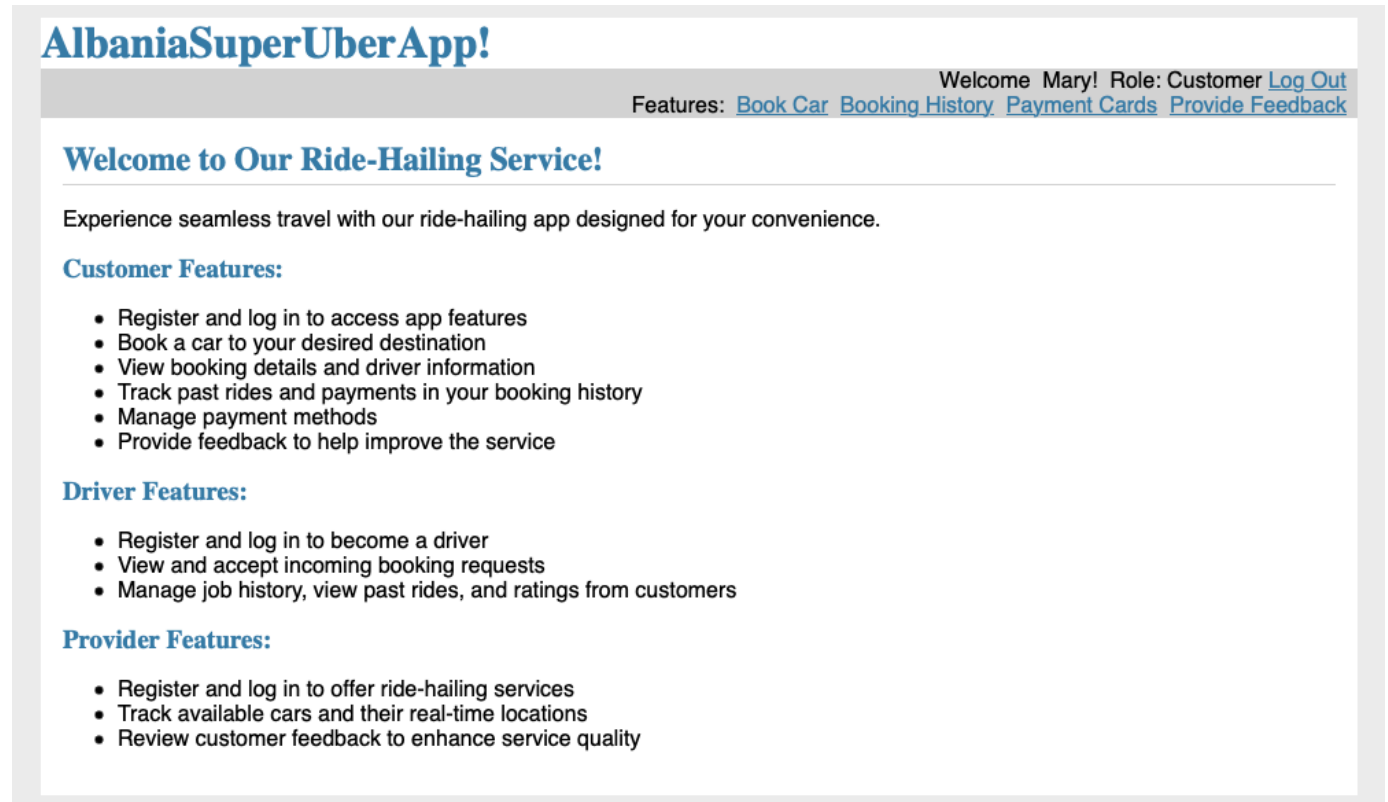 AlbaniaSuperUberApp!
Welcome Mary! Role: Customer Log Out
Features: Book Car Booking History Payment Cards Provide Feedback
Welcome to Our Ride-Hailing Service!
Experience seamless travel with our ride-hailing app designed for your convenience.
Customer Features:
• Register and log in to access app features
• Book a car to your desired destination
• View booking details and driver information
• Track past rides and payments in your booking history
• Manage payment methods
• Provide feedback to help improve the service
Driver Features:
• Register and log in to become a driver
• View and accept incoming booking requests
• Manage job history, view past rides, and ratings from customers
Provider Features:
• Register and log in to offer ride-hailing services
• Track available cars and their real-time locations
• Review customer feedback to enhance service quality